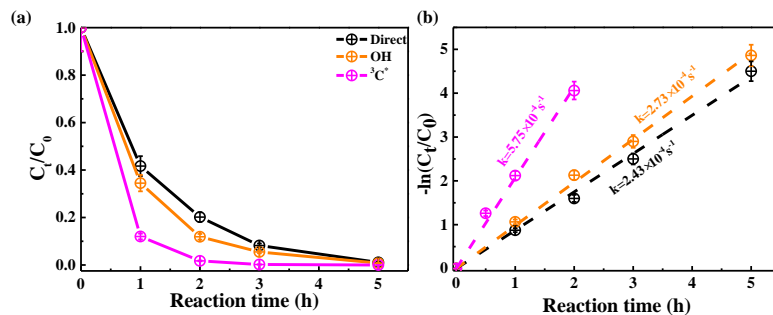 (a)
1.0
0.8
0.6
0.4
0.2
0.0
Ct/C0
0 1 2 3 4 5
Reaction time (h)
Direct
OH
³C*
(b)
5
4
3
2
1
0
-ln(Ct/C0)
0 1 2 3 4 5
Reaction time (h)
k=5.75×10⁻⁴s⁻¹
k=2.73×10⁻⁴s⁻¹
k=2.43×10⁻⁴s⁻¹